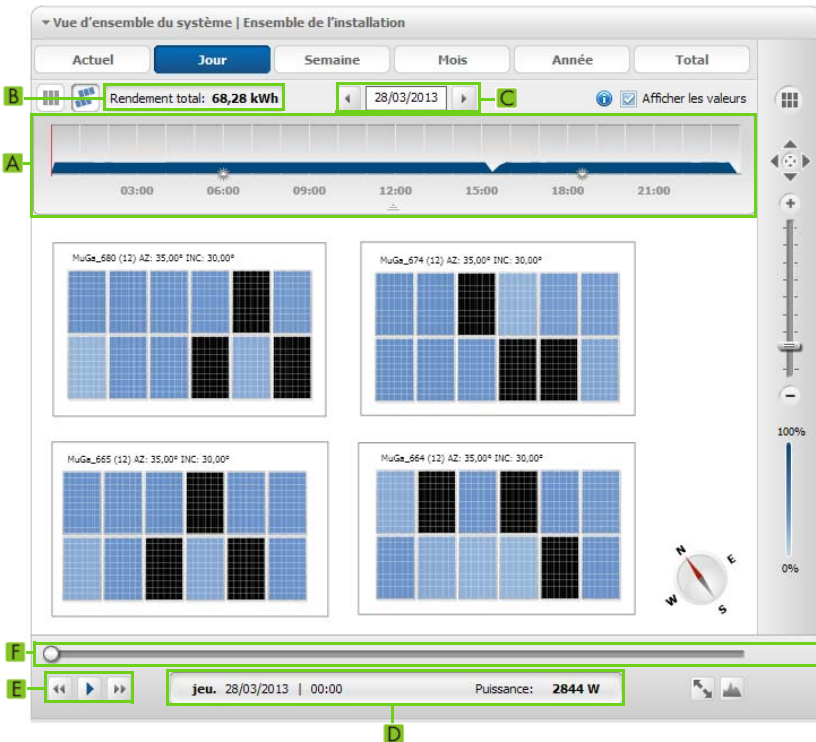 Vue d'ensemble du système | Ensemble de l'installation
Actuel Jour Semaine Mois Année Total
B Rendement total: 68,28 kWh 28/03/2013 C Afficher les valeurs
A
03:00 06:00 09:00 12:00 15:00 18:00 21:00
MuGa_680 (12) AZ: 35,00° INC: 30,00°
MuGa_674 (12) AZ: 35,00° INC: 30,00°
MuGa_665 (12) AZ: 35,00° INC: 30,00°
MuGa_664 (12) AZ: 35,00° INC: 30,00°
100%
0%
N
E
W
S
F
E jeu. 28/03/2013 | 00:00 Puissance: 2844 W
D